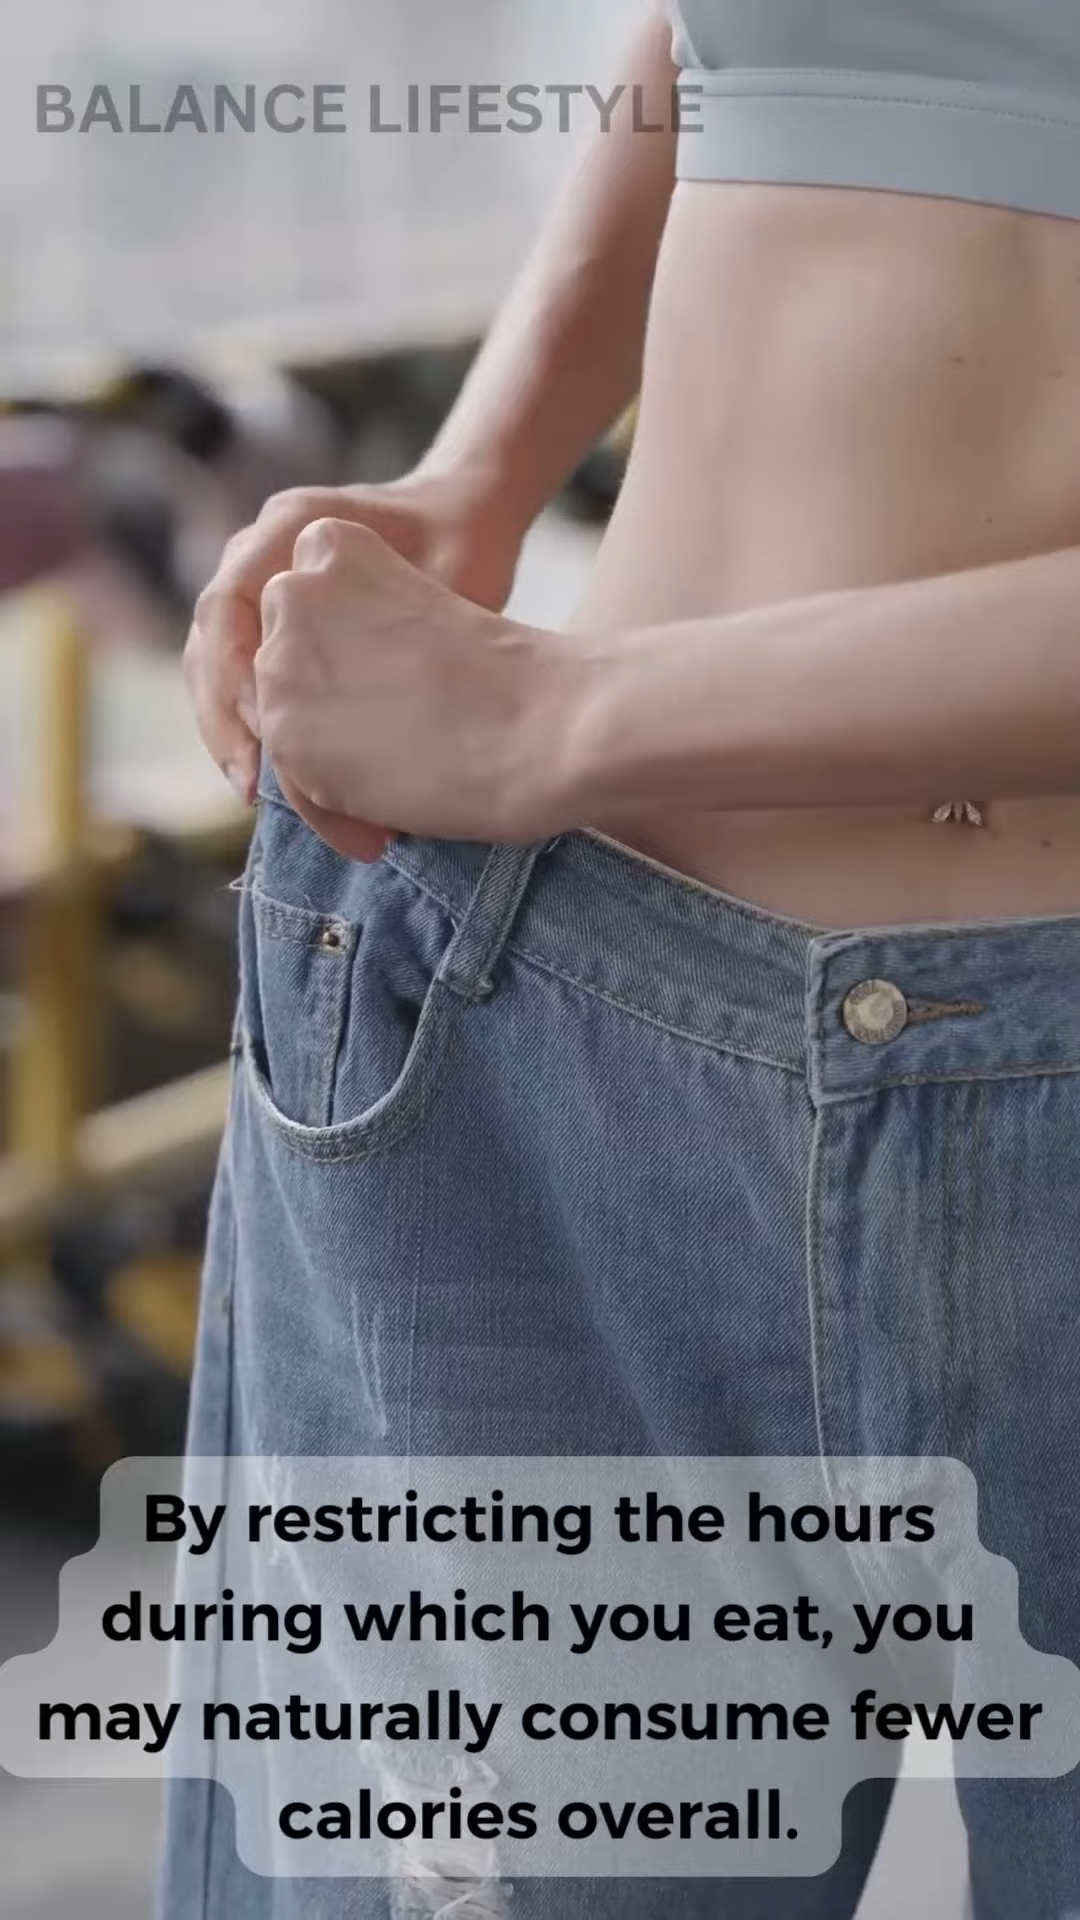 BALANCE LIFESTYLE
By restricting the hours
during which you eat, you
may naturally consume fewer
calories overall.